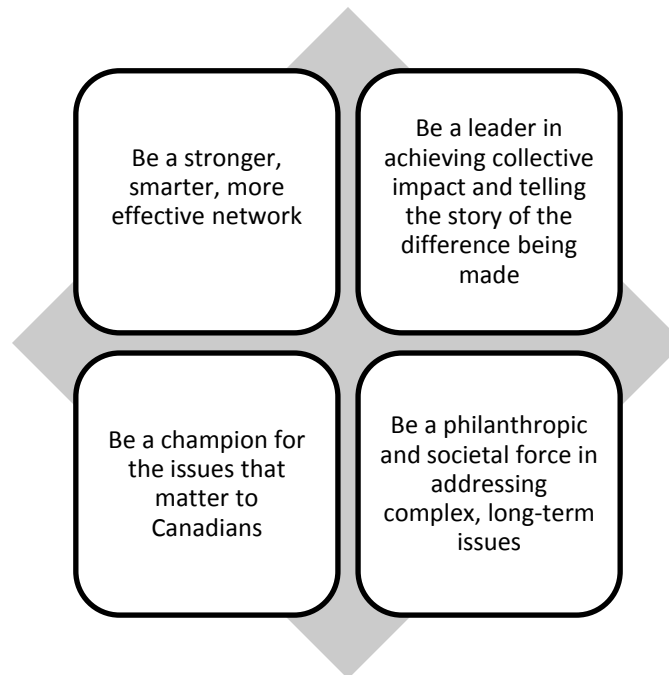 Be a stronger,
smarter, more
effective network
Be a leader in
achieving collective
impact and telling
the story of the
difference being
made
Be a champion for
the issues that
matter to
Canadians
Be a philanthropic
and societal force in
addressing
complex, long-term
issues